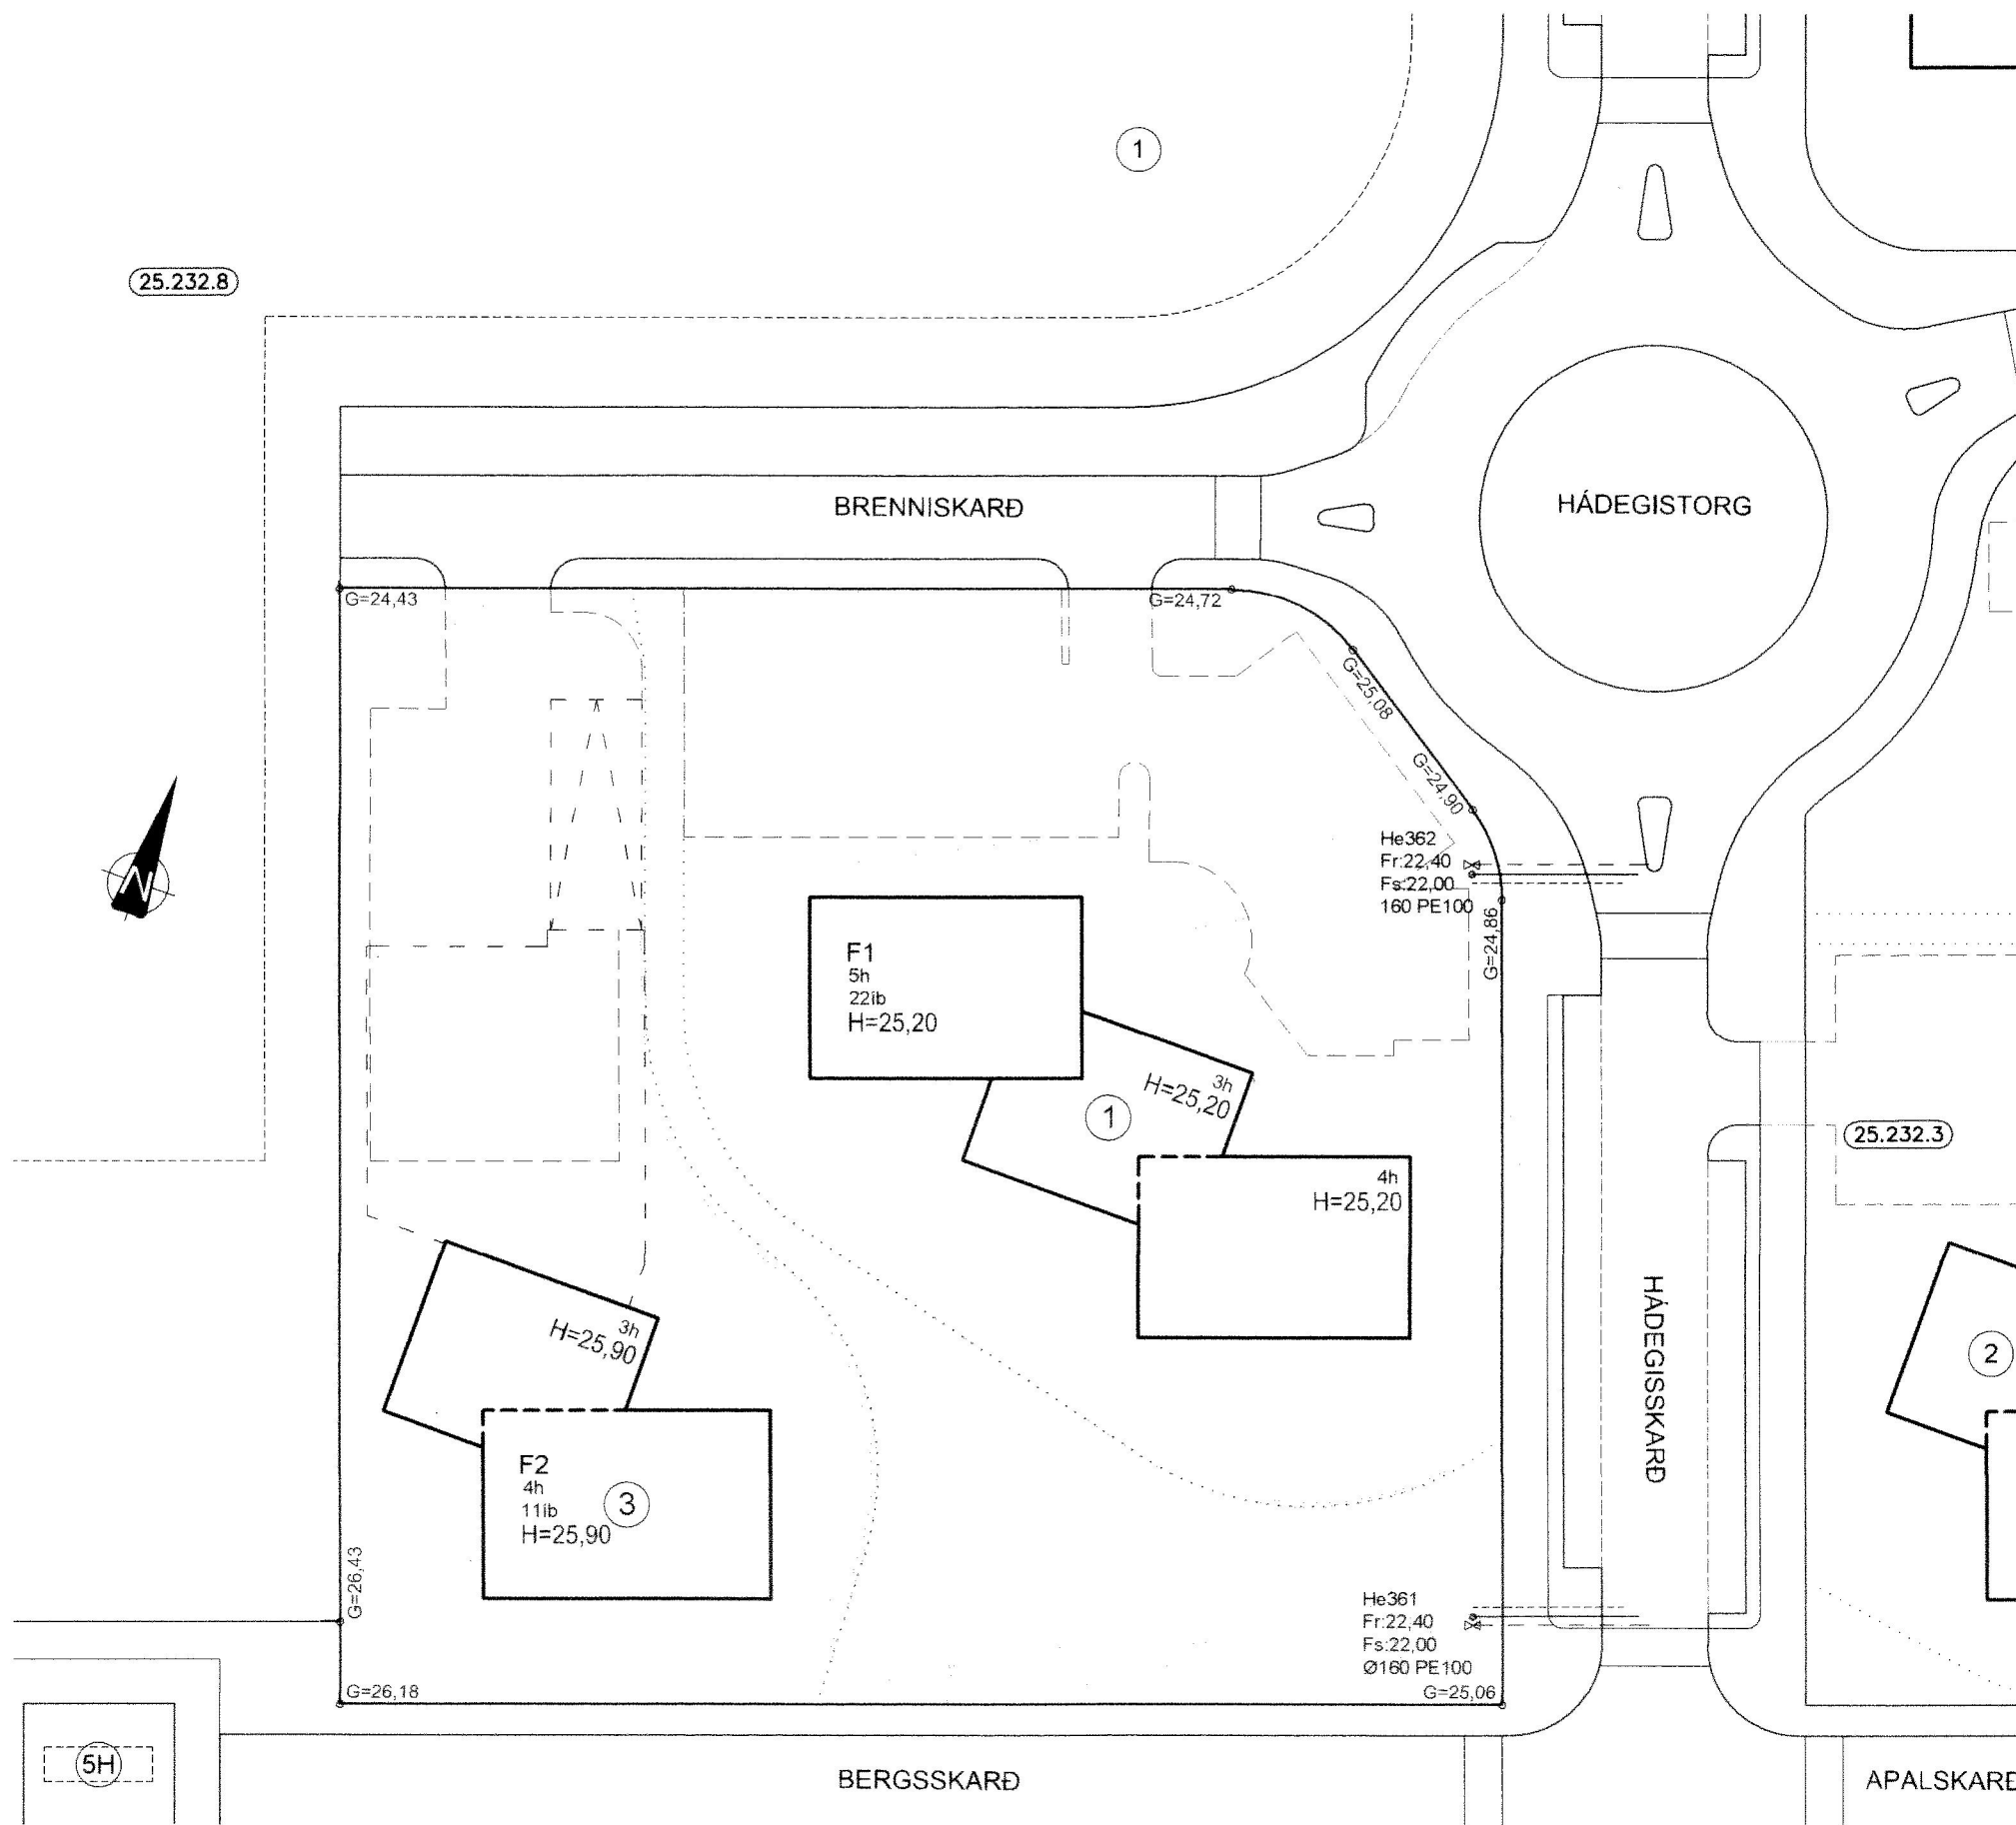 1
25.232.8
BRENNISKARÐ
HÁDEGISTORG
G=24,43
G=24,72
G=25,08
G=24,90
He362
Fr:22,40
Fs:22,00
160 PE100
G=24,86
N
F1
5h
22íb
H=25,20
3h
H=25,20
1
25.232.3
4h
H=25,20
3h
H=25,90
HÁDEGISSKARÐ
2
F2
4h
11íb
H=25,90
3
G=26,43
He361
Fr:22,40
Fs:22,00
Ø160 PE100
G=26,18
G=25,06
5H
BERGSSKARÐ
APALSKARÐ